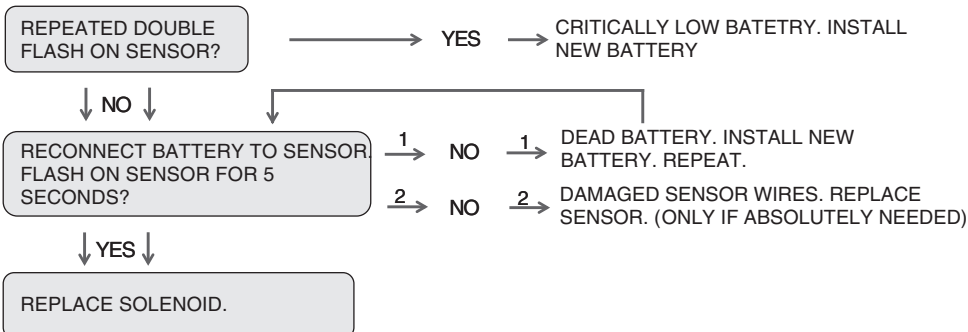 REPEATED DOUBLE
FLASH ON SENSOR?
YES
CRITICALLY LOW BATETRY. INSTALL
NEW BATTERY
NO
RECONNECT BATTERY TO SENSOR.
FLASH ON SENSOR FOR 5
SECONDS?
1
NO
1
DEAD BATTERY. INSTALL NEW
BATTERY. REPEAT.
2
NO
2
DAMAGED SENSOR WIRES. REPLACE
SENSOR. (ONLY IF ABSOLUTELY NEEDED)
YES
REPLACE SOLENOID.